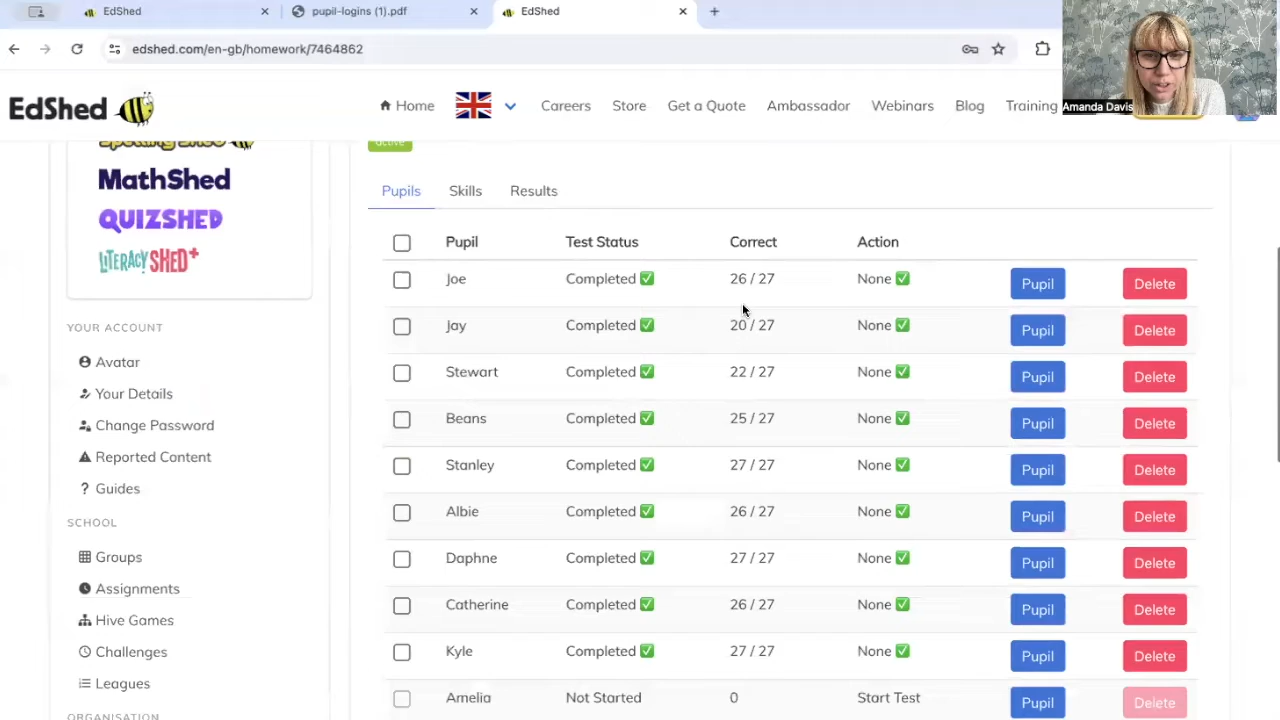 EdShed
pupil-logins (1).pdf
EdShed
edshed.com/en-gb/homework/7464862
EdShed
Home
Careers
Store
Get a Quote
Ambassador
Webinars
Blog
Training
Amanda Davis
Spelling Shed
MathShed
QUIZSHED
LITERACY SHED+
YOUR ACCOUNT
Avatar
Your Details
Change Password
Reported Content
? Guides
SCHOOL
Groups
Assignments
Hive Games
Challenges
Leagues
ORGANISATION
active
Pupils Skills Results
Pupil Test Status Correct Action
Joe Completed ✅ 26 / 27 None ✅ Pupil Delete
Jay Completed ✅ 20 / 27 None ✅ Pupil Delete
Stewart Completed ✅ 22 / 27 None ✅ Pupil Delete
Beans Completed ✅ 25 / 27 None ✅ Pupil Delete
Stanley Completed ✅ 27 / 27 None ✅ Pupil Delete
Albie Completed ✅ 26 / 27 None ✅ Pupil Delete
Daphne Completed ✅ 27 / 27 None ✅ Pupil Delete
Catherine Completed ✅ 26 / 27 None ✅ Pupil Delete
Kyle Completed ✅ 27 / 27 None ✅ Pupil Delete
Amelia Not Started 0 Start Test Pupil Delete